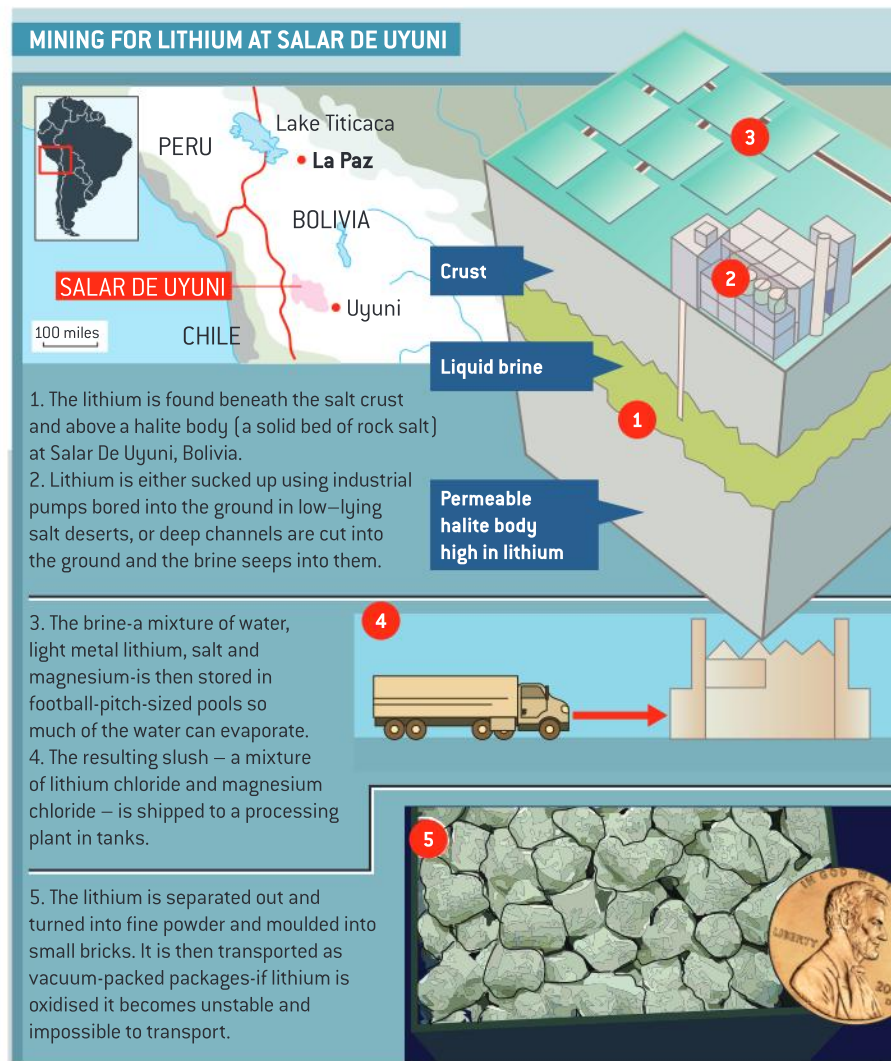 MINING FOR LITHIUM AT SALAR DE UYUNI
PERU
Lake Titicaca
La Paz
BOLIVIA
SALAR DE UYUNI
Uyuni
100 miles
CHILE
Crust
Liquid brine
Permeable
halite body
high in lithium
3
2
1
1. The lithium is found beneath the salt crust
and above a halite body (a solid bed of rock salt)
at Salar De Uyuni, Bolivia.
2. Lithium is either sucked up using industrial
pumps bored into the ground in low–lying
salt deserts, or deep channels are cut into
the ground and the brine seeps into them.
3. The brine-a mixture of water,
light metal lithium, salt and
magnesium-is then stored in
football-pitch-sized pools so
much of the water can evaporate.
4. The resulting slush – a mixture
of lithium chloride and magnesium
chloride – is shipped to a processing
plant in tanks.
4
5. The lithium is separated out and
turned into fine powder and moulded into
small bricks. It is then transported as
vacuum-packed packages-if lithium is
oxidised it becomes unstable and
impossible to transport.
5
IN GOD WE
LIBERTY
20
D